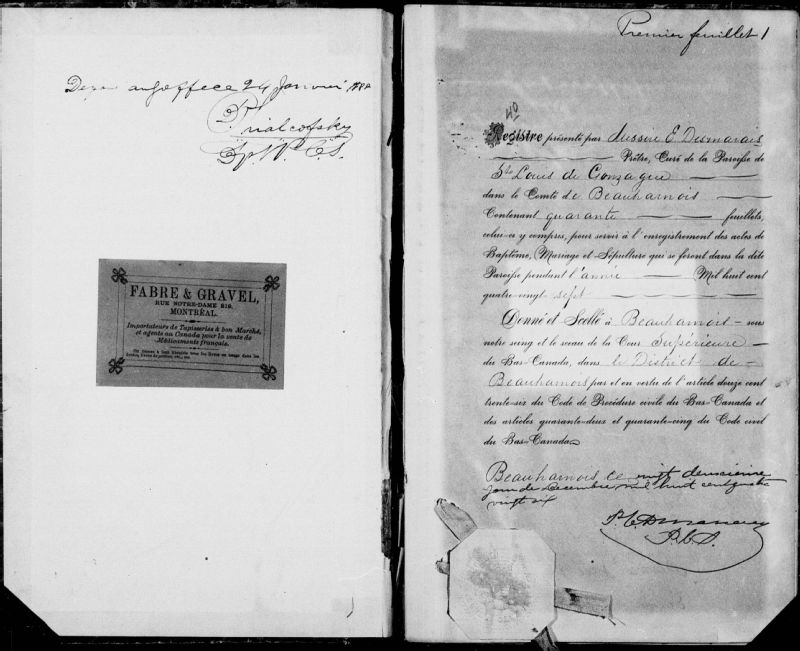 au greffe 24 Janvier
FABRE & GRAVEL,
RUE NOTRE-DAME 219,
MONTRÉAL.
Importateurs de Tapisseries à bon Marché,
et agents au Canada pour la vente de
Médicaments français.
Premier feuillet 1
40
Registre présenté par Messire E Desmarais
Prêtre, Curé de la Paroisse de
St Louis de Gonzague
dans le Comté de Beauharnois
Contenant quarante feuillets,
celui-ci y compris, pour servir à l'enregistrement des actes de
Baptême, Mariage et Sépulture qui se feront dans la dite
Paroisse pendant l'année Mil huit cent
quatre-vingt sept
Donné et Scellé à Beauharnois sous
notre seing et le sceau de la Cour Supérieure
du Bas-Canada, dans le District de
Beauharnois par et en vertu de l'article douze cent
trente-six du Code de Procédure civile du Bas-Canada et
des articles quarante-deux et quarante-cinq du Code civil
du Bas-Canada.
Beauharnois ce vingt deuxième
jour de Décembre mil huit cent quatre
vingt six
P.C.S.